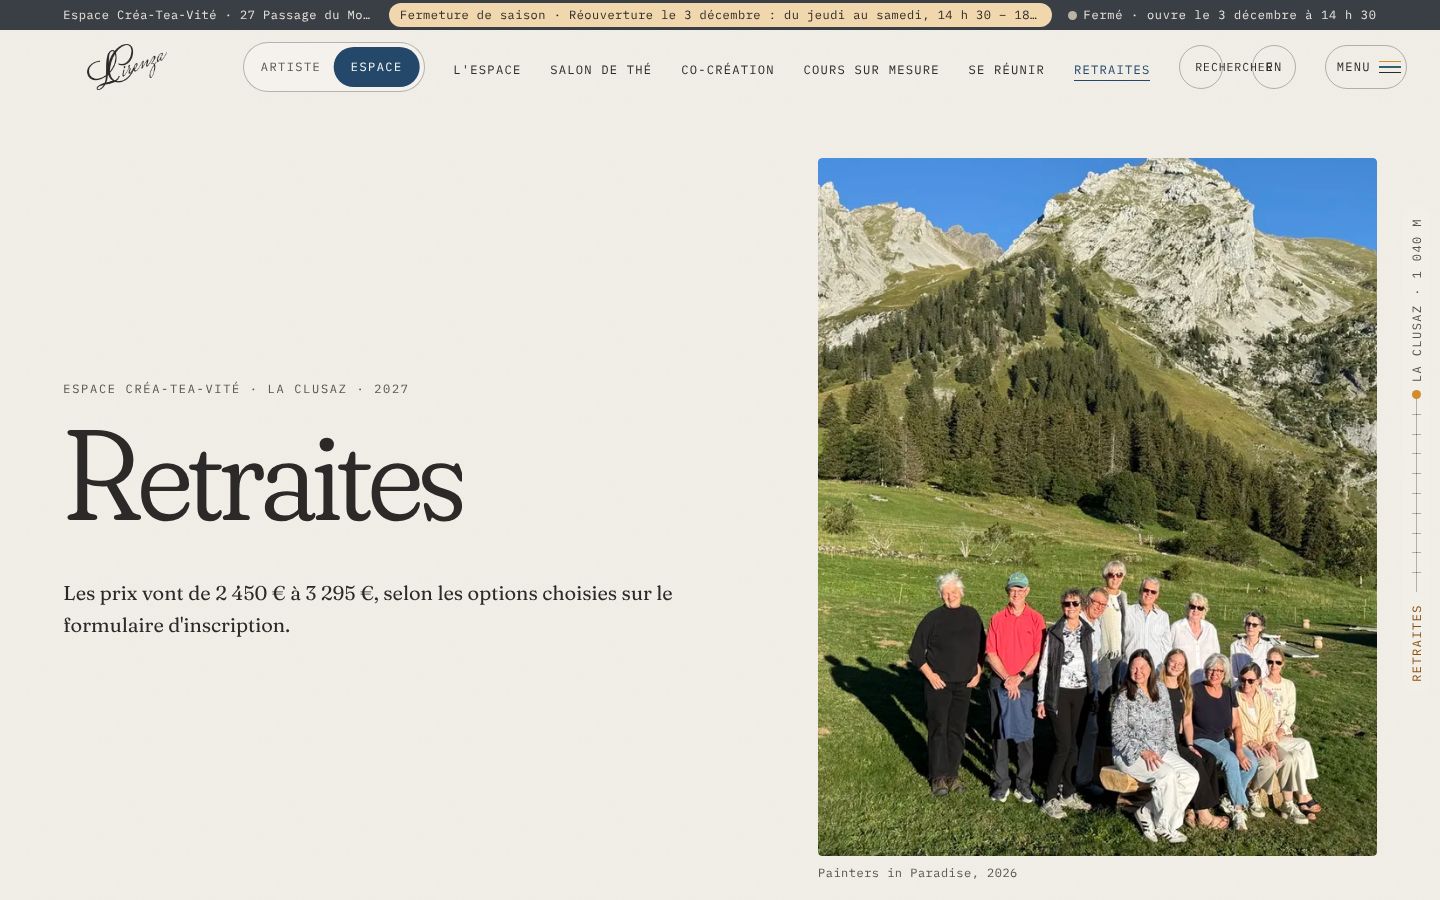 Espace Créa-Tea-Vité · 27 Passage du Mo…
Fermeture de saison · Réouverture le 3 décembre : du jeudi au samedi, 14 h 30 – 18…
Fermé · ouvre le 3 décembre à 14 h 30
Lirenza
ARTISTE
ESPACE
L'ESPACE
SALON DE THÉ
CO-CRÉATION
COURS SUR MESURE
SE RÉUNIR
RETRAITES
RECHERCHER
EN
MENU
ESPACE CRÉA-TEA-VITÉ · LA CLUSAZ · 2027
Retraites
Les prix vont de 2 450 € à 3 295 €, selon les options choisies sur le
formulaire d'inscription.
LA CLUSAZ · 1 040 M
RETRAITES
Painters in Paradise, 2026